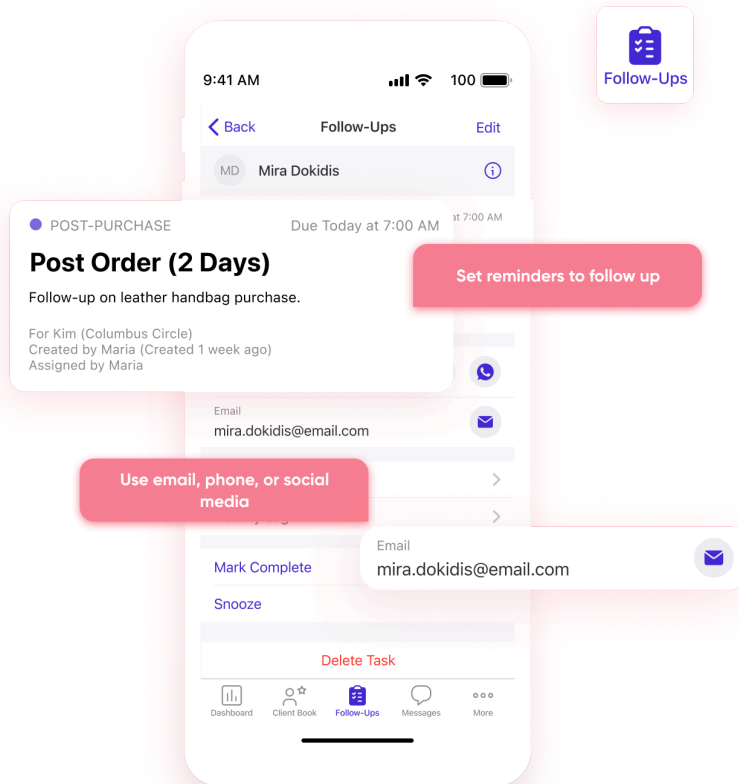 Follow-Ups
9:41 AM
100
Back
Follow-Ups
Edit
MD
Mira Dokidis
at 7:00 AM
POST-PURCHASE
Due Today at 7:00 AM
Post Order (2 Days)
Follow-up on leather handbag purchase.
For Kim (Columbus Circle)
Created by Maria (Created 1 week ago)
Assigned by Maria
Set reminders to follow up
Email
mira.dokidis@email.com
Use email, phone, or social
media
Email
mira.dokidis@email.com
Mark Complete
Snooze
Delete Task
Dashboard
Client Book
Follow-Ups
Messages
More